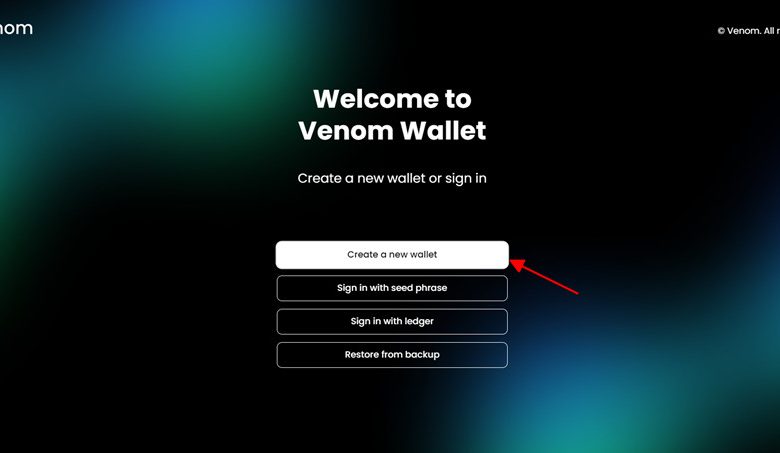 nom
© Venom. All r
Welcome to
Venom Wallet
Create a new wallet or sign in
Create a new wallet
Sign in with seed phrase
Sign in with ledger
Restore from backup